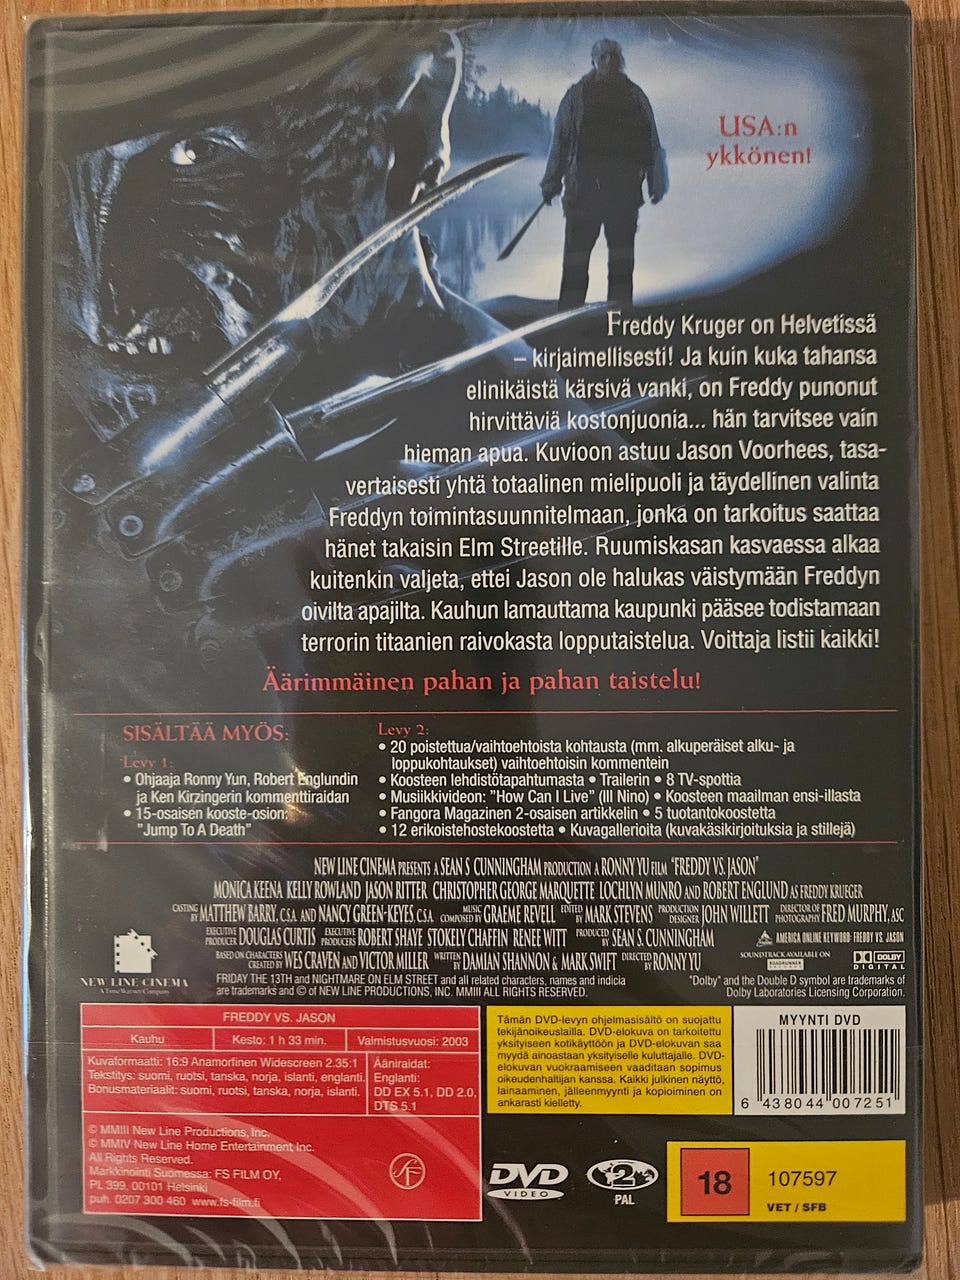 USA:n
ykkönen!
Freddy Kruger on Helvetissä
– kirjaimellisesti! Ja kuin kuka tahansa
elinikäistä kärsivä vanki, on Freddy punonut
hirvittäviä kostonjuonia... hän tarvitsee vain
hieman apua. Kuvioon astuu Jason Voorhees, tasa-
vertaisesti yhtä totaalinen mielipuoli ja täydellinen valinta
Freddyn toimintasuunnitelmaan, jonka on tarkoitus saattaa
hänet takaisin Elm Streetille. Ruumiskasan kasvaessa alkaa
kuitenkin valjeta, ettei Jason ole halukas väistymään Freddyn
oivilta apajilta. Kauhun lamauttama kaupunki pääsee todistamaan
terrorin titaanien raivokasta lopputaistelua. Voittaja listii kaikki!
Äärimmäinen pahan ja pahan taistelu!
SISÄLTÄÄ MYÖS:
Levy 1:
• Ohjaaja Ronny Yun, Robert Englundin
ja Ken Kirzingerin kommenttiraidan
• 15-osaisen kooste-osion:
"Jump To A Death"
Levy 2:
• 20 poistettua/vaihtoehtoista kohtausta (mm. alkuperäiset alku- ja
loppukohtaukset) vaihtoehtoisin kommentein
• Koosteen lehdistötapahtumasta • Trailerin • 8 TV-spottia
• Musiikkivideon: "How Can I Live" (Ill Nino) • Koosteen maailman ensi-illasta
• Fangora Magazinen 2-osaisen artikkelin • 5 tuotantokoostetta
• 12 erikoistehostekoostetta • Kuvagallerioita (kuvakäsikirjoituksia ja stillejä)
NEW LINE CINEMA PRESENTS A SEAN S. CUNNINGHAM PRODUCTION A RONNY YU FILM "FREDDY VS. JASON"
MONICA KEENA KELLY ROWLAND JASON RITTER CHRISTOPHER GEORGE MARQUETTE LOCHLYN MUNRO AND ROBERT ENGLUND AS FREDDY KRUEGER
CASTING BY MATTHEW BARRY, C.S.A. AND NANCY GREEN-KEYES, C.S.A. MUSIC COMPOSED BY GRAEME REVELL EDITED BY MARK STEVENS PRODUCTION DESIGNER JOHN WILLETT DIRECTOR OF PHOTOGRAPHY FRED MURPHY, ASC
EXECUTIVE PRODUCER DOUGLAS CURTIS EXECUTIVE PRODUCERS ROBERT SHAYE STOKELY CHAFFIN RENEE WITT PRODUCED BY SEAN S. CUNNINGHAM AMERICA ONLINE KEYWORD: FREDDY VS. JASON
BASED ON CHARACTERS CREATED BY WES CRAVEN AND VICTOR MILLER WRITTEN BY DAMIAN SHANNON & MARK SWIFT DIRECTED BY RONNY YU SOUNDTRACK AVAILABLE ON ROADRUNNER RECORDS DOLBY DIGITAL
NEW LINE CINEMA
A Time Warner Company
FRIDAY THE 13TH and NIGHTMARE ON ELM STREET and all related characters, names and indicia
are trademarks and © of NEW LINE PRODUCTIONS, INC. MMIII ALL RIGHTS RESERVED.
"Dolby" and the Double D symbol are trademarks of
Dolby Laboratories Licensing Corporation.
FREDDY VS. JASON
Kauhu Kesto: 1 h 33 min. Valmistusvuosi: 2003
Kuvaformaatti: 16:9 Anamorfinen Widescreen 2.35:1
Tekstitys: suomi, ruotsi, tanska, norja, islanti, englanti.
Bonusmateriaalit: suomi, ruotsi, tanska, norja, islanti.
Ääniraidat:
Englanti:
DD EX 5.1, DD 2.0,
DTS 5.1
© MMIII New Line Productions, Inc.
© MMIV New Line Home Entertainment, Inc.
All Rights Reserved.
Markkinointi Suomessa: FS FILM OY,
PL 399, 00101 Helsinki
puh. 0207 300 460 www.fs-film.fi
SF
Tämän DVD-levyn ohjelmasisältö on suojattu
tekijänoikeuslailla. DVD-elokuva on tarkoitettu
yksityiseen kotikäyttöön ja DVD-elokuvan saa
myydä ainoastaan yksityiselle kuluttajalle. DVD-
elokuvan vuokraamiseen vaaditaan sopimus
oikeudenhaltijan kanssa. Kaikki julkinen näyttö,
lainaaminen, jälleenmyynti ja kopioiminen on
ankarasti kielletty.
MYYNTI DVD
6 438044 007251
DVD
VIDEO
2
PAL
18
107597
VET / SFB